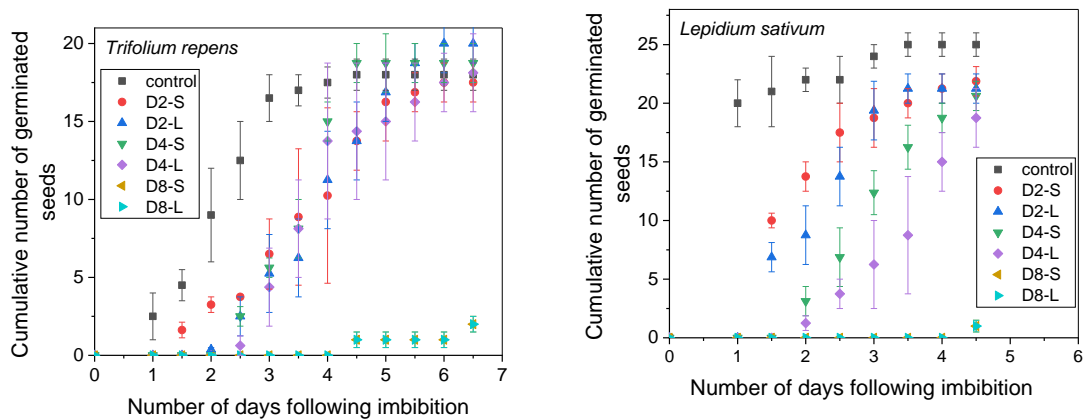 Trifolium repens
control
D2-S
D2-L
D4-S
D4-L
D8-S
D8-L
20
15
10
5
0
0 1 2 3 4 5 6 7
Cumulative number of germinated
seeds
Number of days following imbibition
Lepidium sativum
control
D2-S
D2-L
D4-S
D4-L
D8-S
D8-L
25
20
15
10
5
0
0 1 2 3 4 5 6
Cumulative number of germinated
seeds
Number of days following imbibition